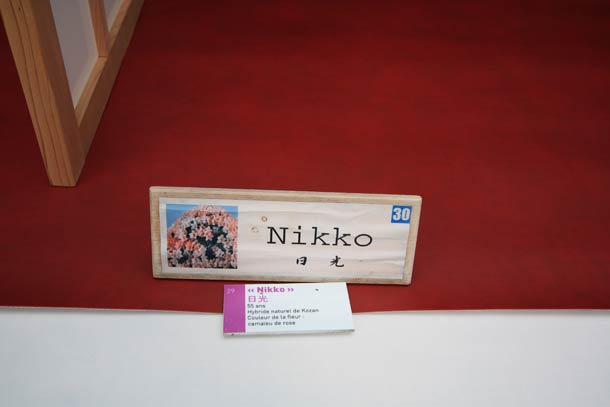 30
Nikko
日光
29
‹‹ Nikko ››
日光
55 ans
Hybride naturel de Kozan
Couleur de la fleur :
camaïeu de rose